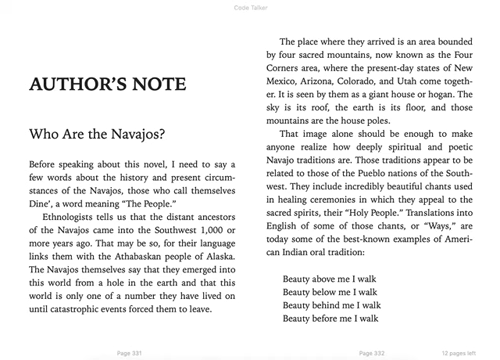 Code Talker
AUTHOR'S NOTE
Who Are the Navajos?
Before speaking about this novel, I need to say a
few words about the history and present circum-
stances of the Navajos, those who call themselves
Dine', a word meaning “The People.”
Ethnologists tell us that the distant ancestors
of the Navajos came into the Southwest 1,000 or
more years ago. That may be so, for their language
links them with the Athabaskan people of Alaska.
The Navajos themselves say that they emerged into
this world from a hole in the earth and that this
world is only one of a number they have lived on
until catastrophic events forced them to leave.
Page 331
The place where they arrived is an area bounded
by four sacred mountains, now known as the Four
Corners area, where the present-day states of New
Mexico, Arizona, Colorado, and Utah come togeth-
er. It is seen by them as a giant house or hogan. The
sky is its roof, the earth is its floor, and those
mountains are the house poles.
That image alone should be enough to make
anyone realize how deeply spiritual and poetic
Navajo traditions are. Those traditions appear to be
related to those of the Pueblo nations of the South-
west. They include incredibly beautiful chants used
in healing ceremonies in which they appeal to the
sacred spirits, their “Holy People.” Translations into
English of some of those chants, or “Ways,” are
today some of the best-known examples of Ameri-
can Indian oral tradition:
Beauty above me I walk
Beauty below me I walk
Beauty behind me I walk
Beauty before me I walk
Page 332
12 pages left